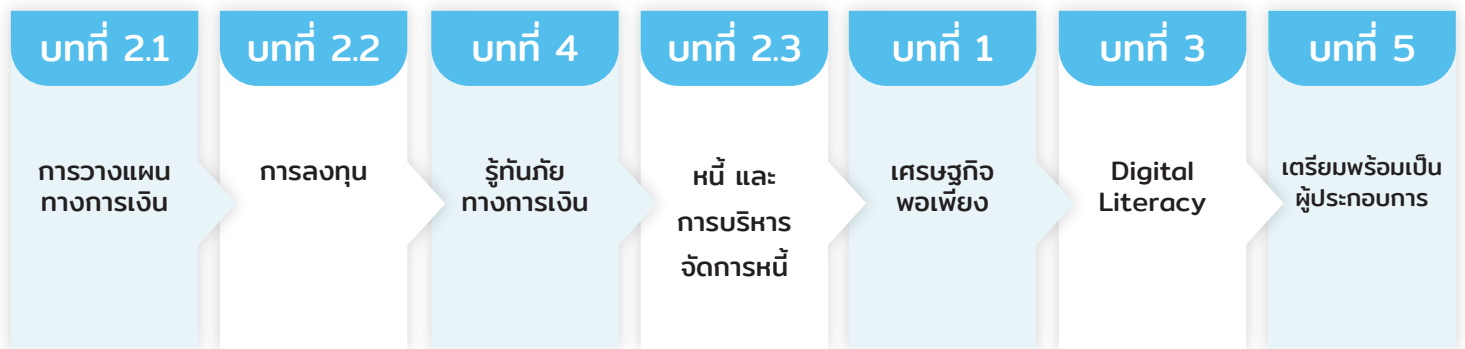 บทที่ 2.1
การวางแผน
ทางการเงิน
บทที่ 2.2
การลงทุน
บทที่ 4
รู้ทันภัย
ทางการเงิน
บทที่ 2.3
หนี้ และ
การบริหาร
จัดการหนี้
บทที่ 1
เศรษฐกิจ
พอเพียง
บทที่ 3
Digital
Literacy
บทที่ 5
เตรียมพร้อมเป็น
ผู้ประกอบการ